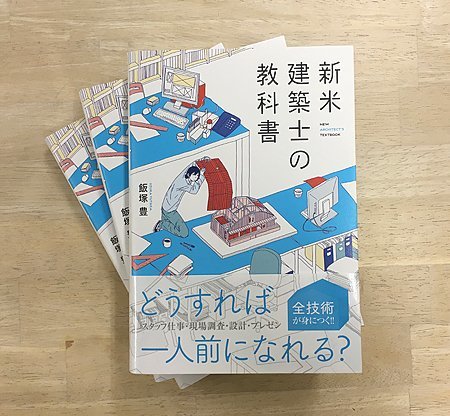 新米
建築士の
教科書
NEW
ARCHITECT'S
TEXTBOOK
飯塚 豊
どうすれば
スタッフ仕事・現場調査・設計・プレゼン
一人前になれる?
全技術
が身につく!!